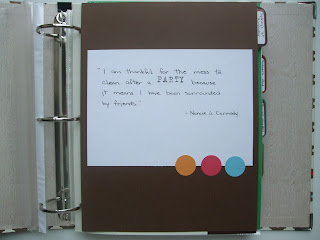 "I am thankful for the mess to
clean after a PARTY because
it means I have been surrounded
by friends."
- Nancie J. Carmody